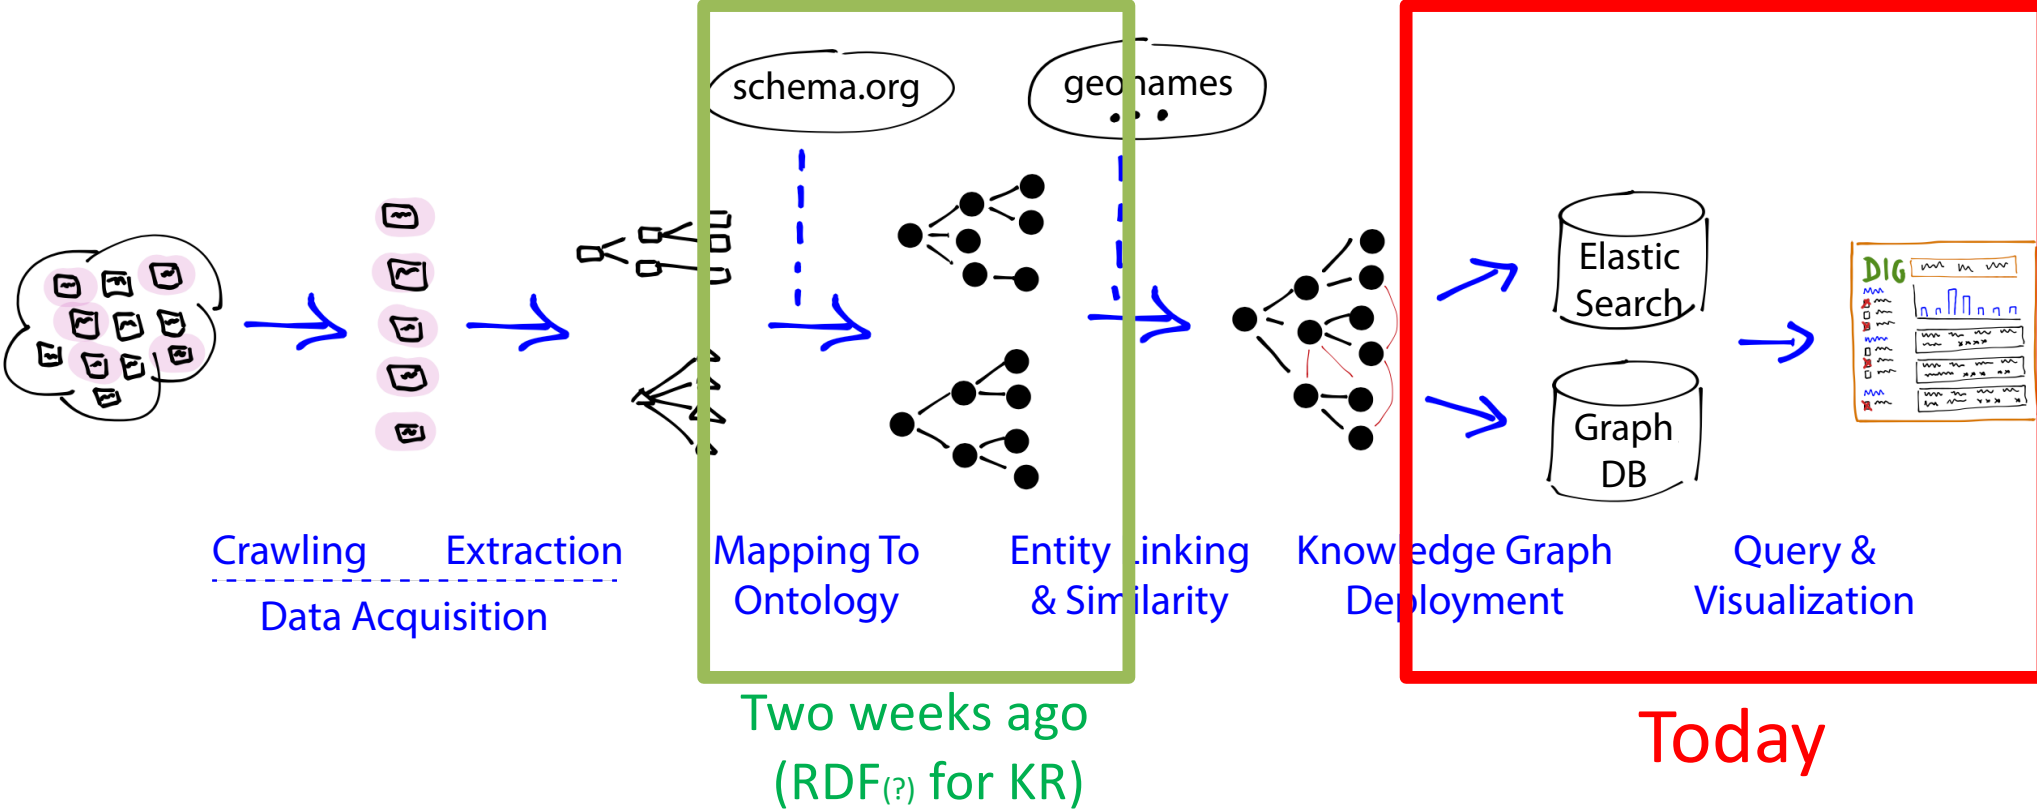 schema.org
geonames
Elastic
Search
DIG
Graph
DB
Crawling
Extraction
Data Acquisition
Mapping To
Ontology
Entity Linking
& Similarity
Knowledge Graph
Deployment
Query &
Visualization
Two weeks ago
(RDF(?) for KR)
Today